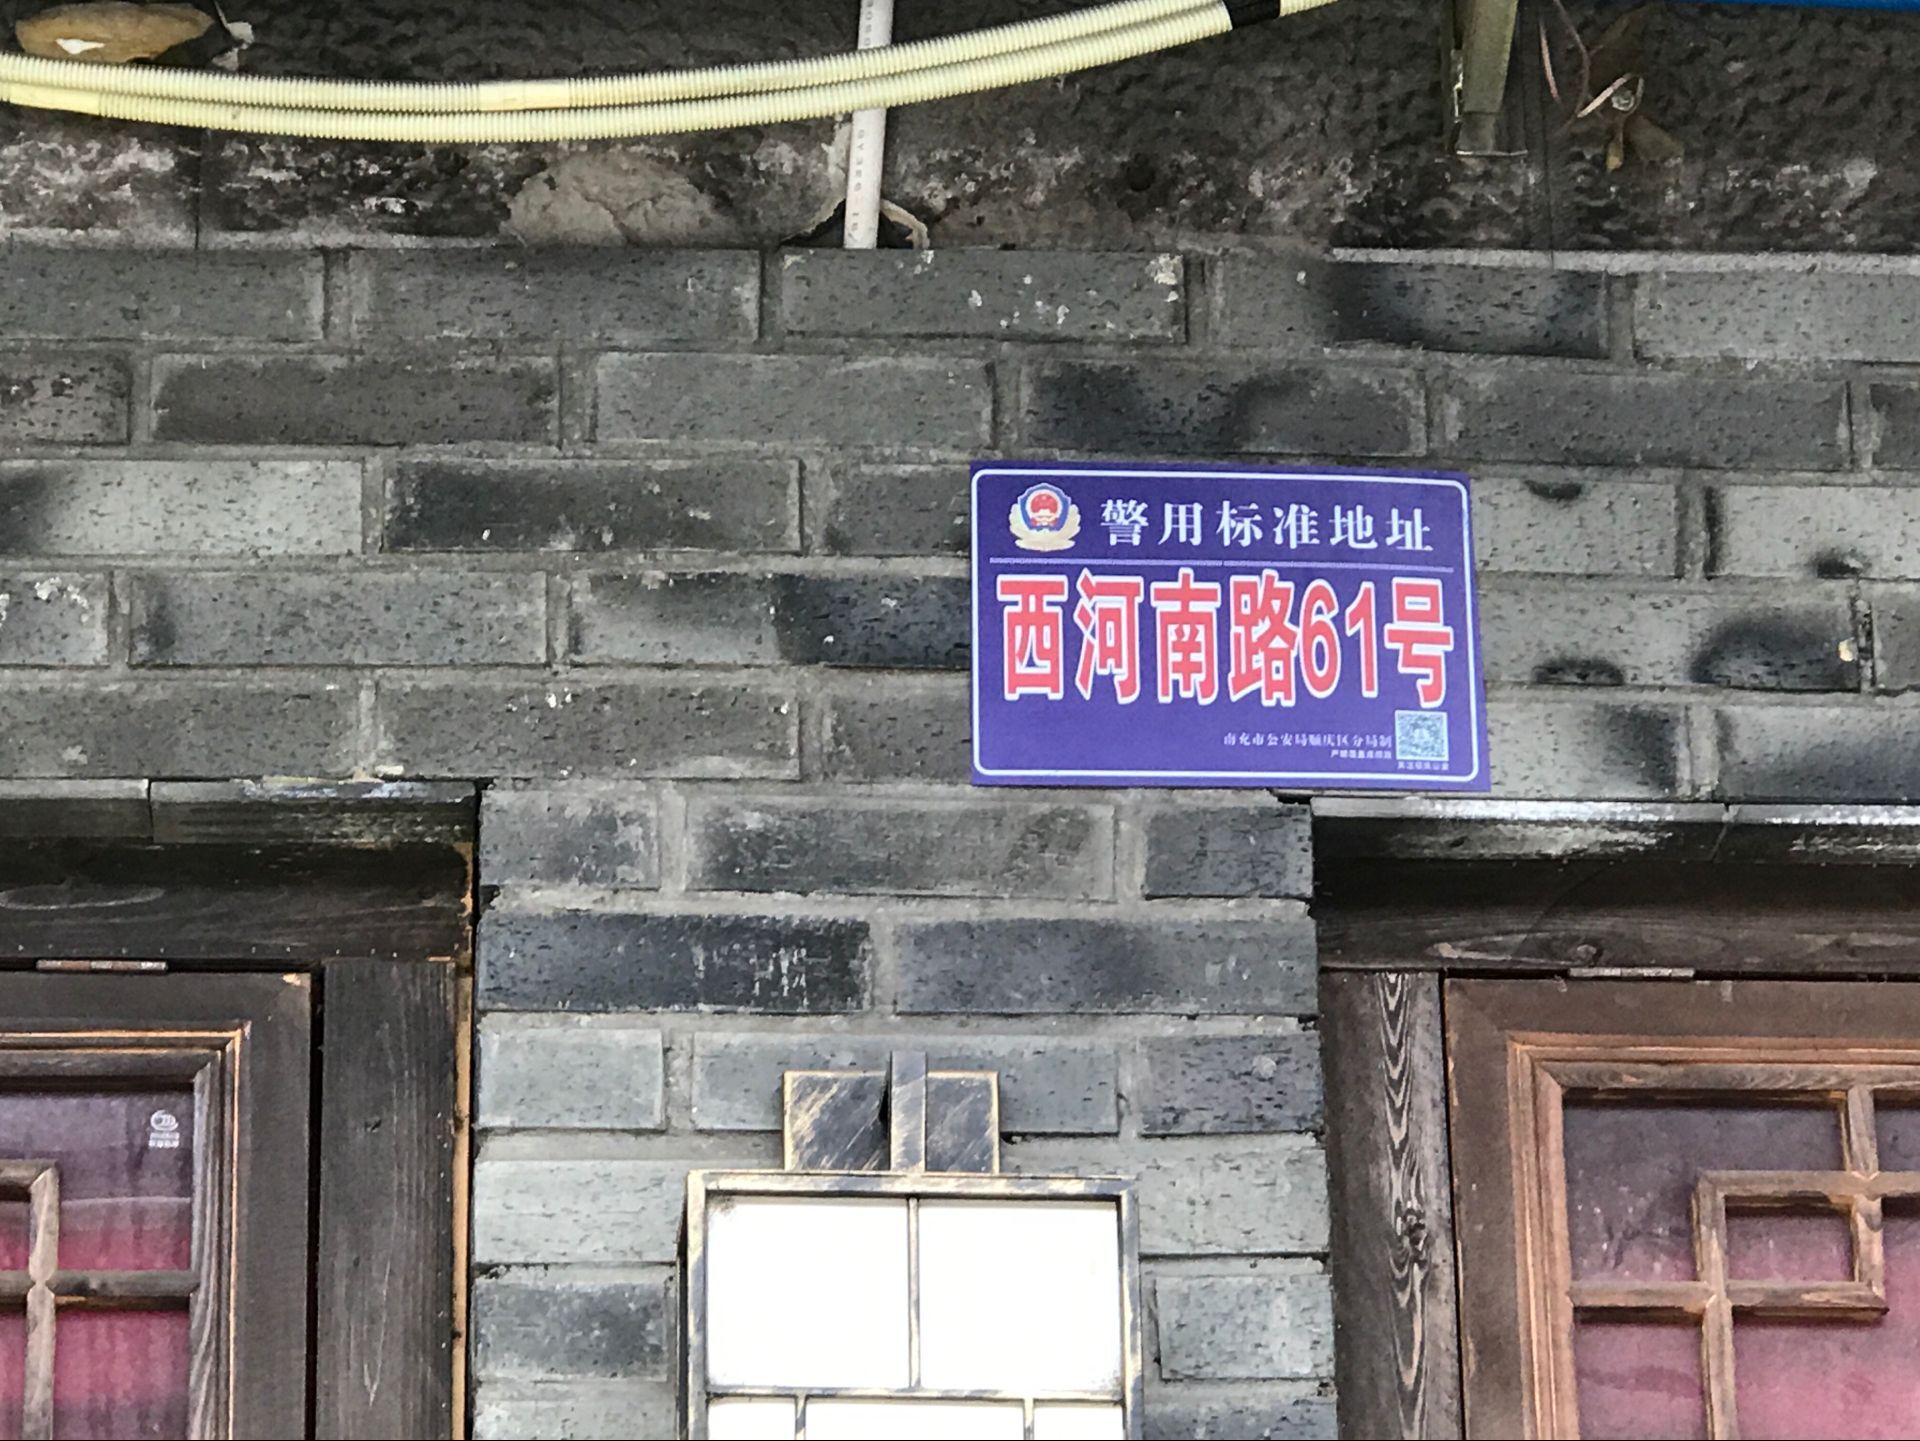 警用标准地址
西河南路61号
南充市公安局顺庆区分局制